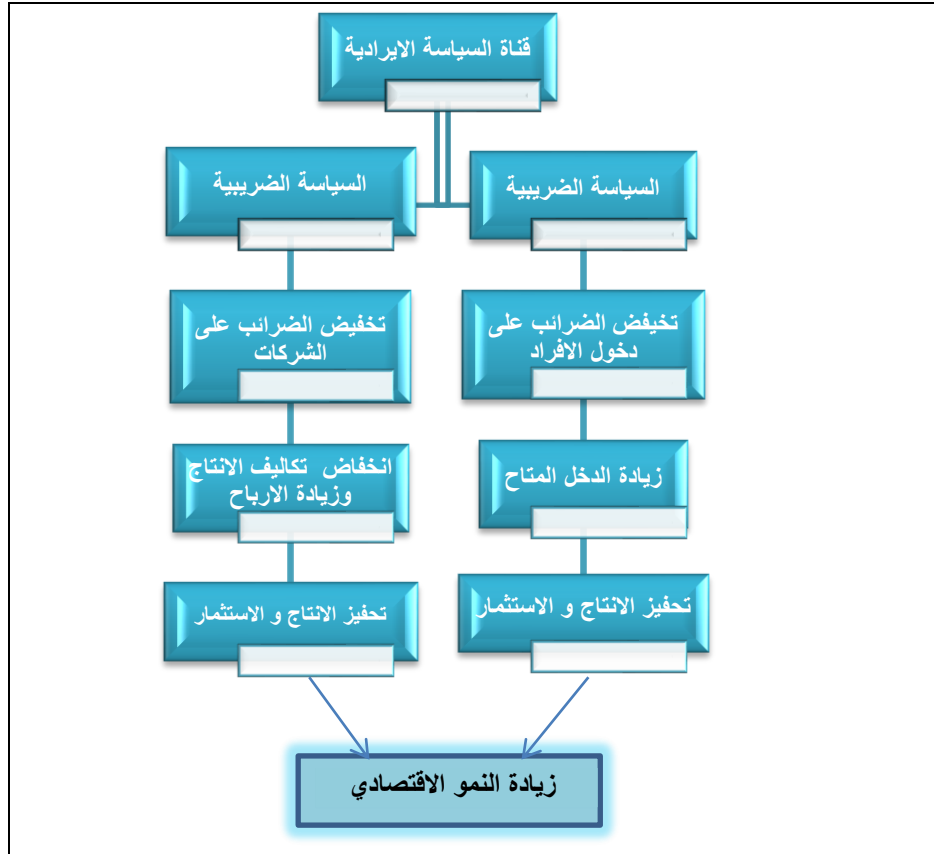 قناة السياسة الايرادية
السياسة الضريبية
السياسة الضريبية
تخيفض الضرائب على
دخول الافراد
تخفيض الضرائب على
الشركات
زيادة الدخل المتاح
انخفاض تكاليف الانتاج
وزيادة الارباح
تحفيز الانتاج و الاستثمار
تحفيز الانتاج و الاستثمار
زيادة النمو الاقتصادي